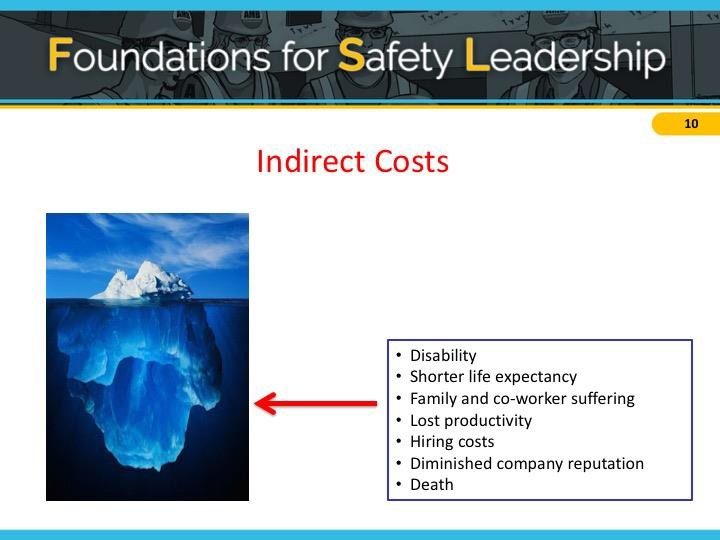 Foundations for Safety Leadership
10
Indirect Costs
• Disability
• Shorter life expectancy
• Family and co-worker suffering
• Lost productivity
• Hiring costs
• Diminished company reputation
• Death